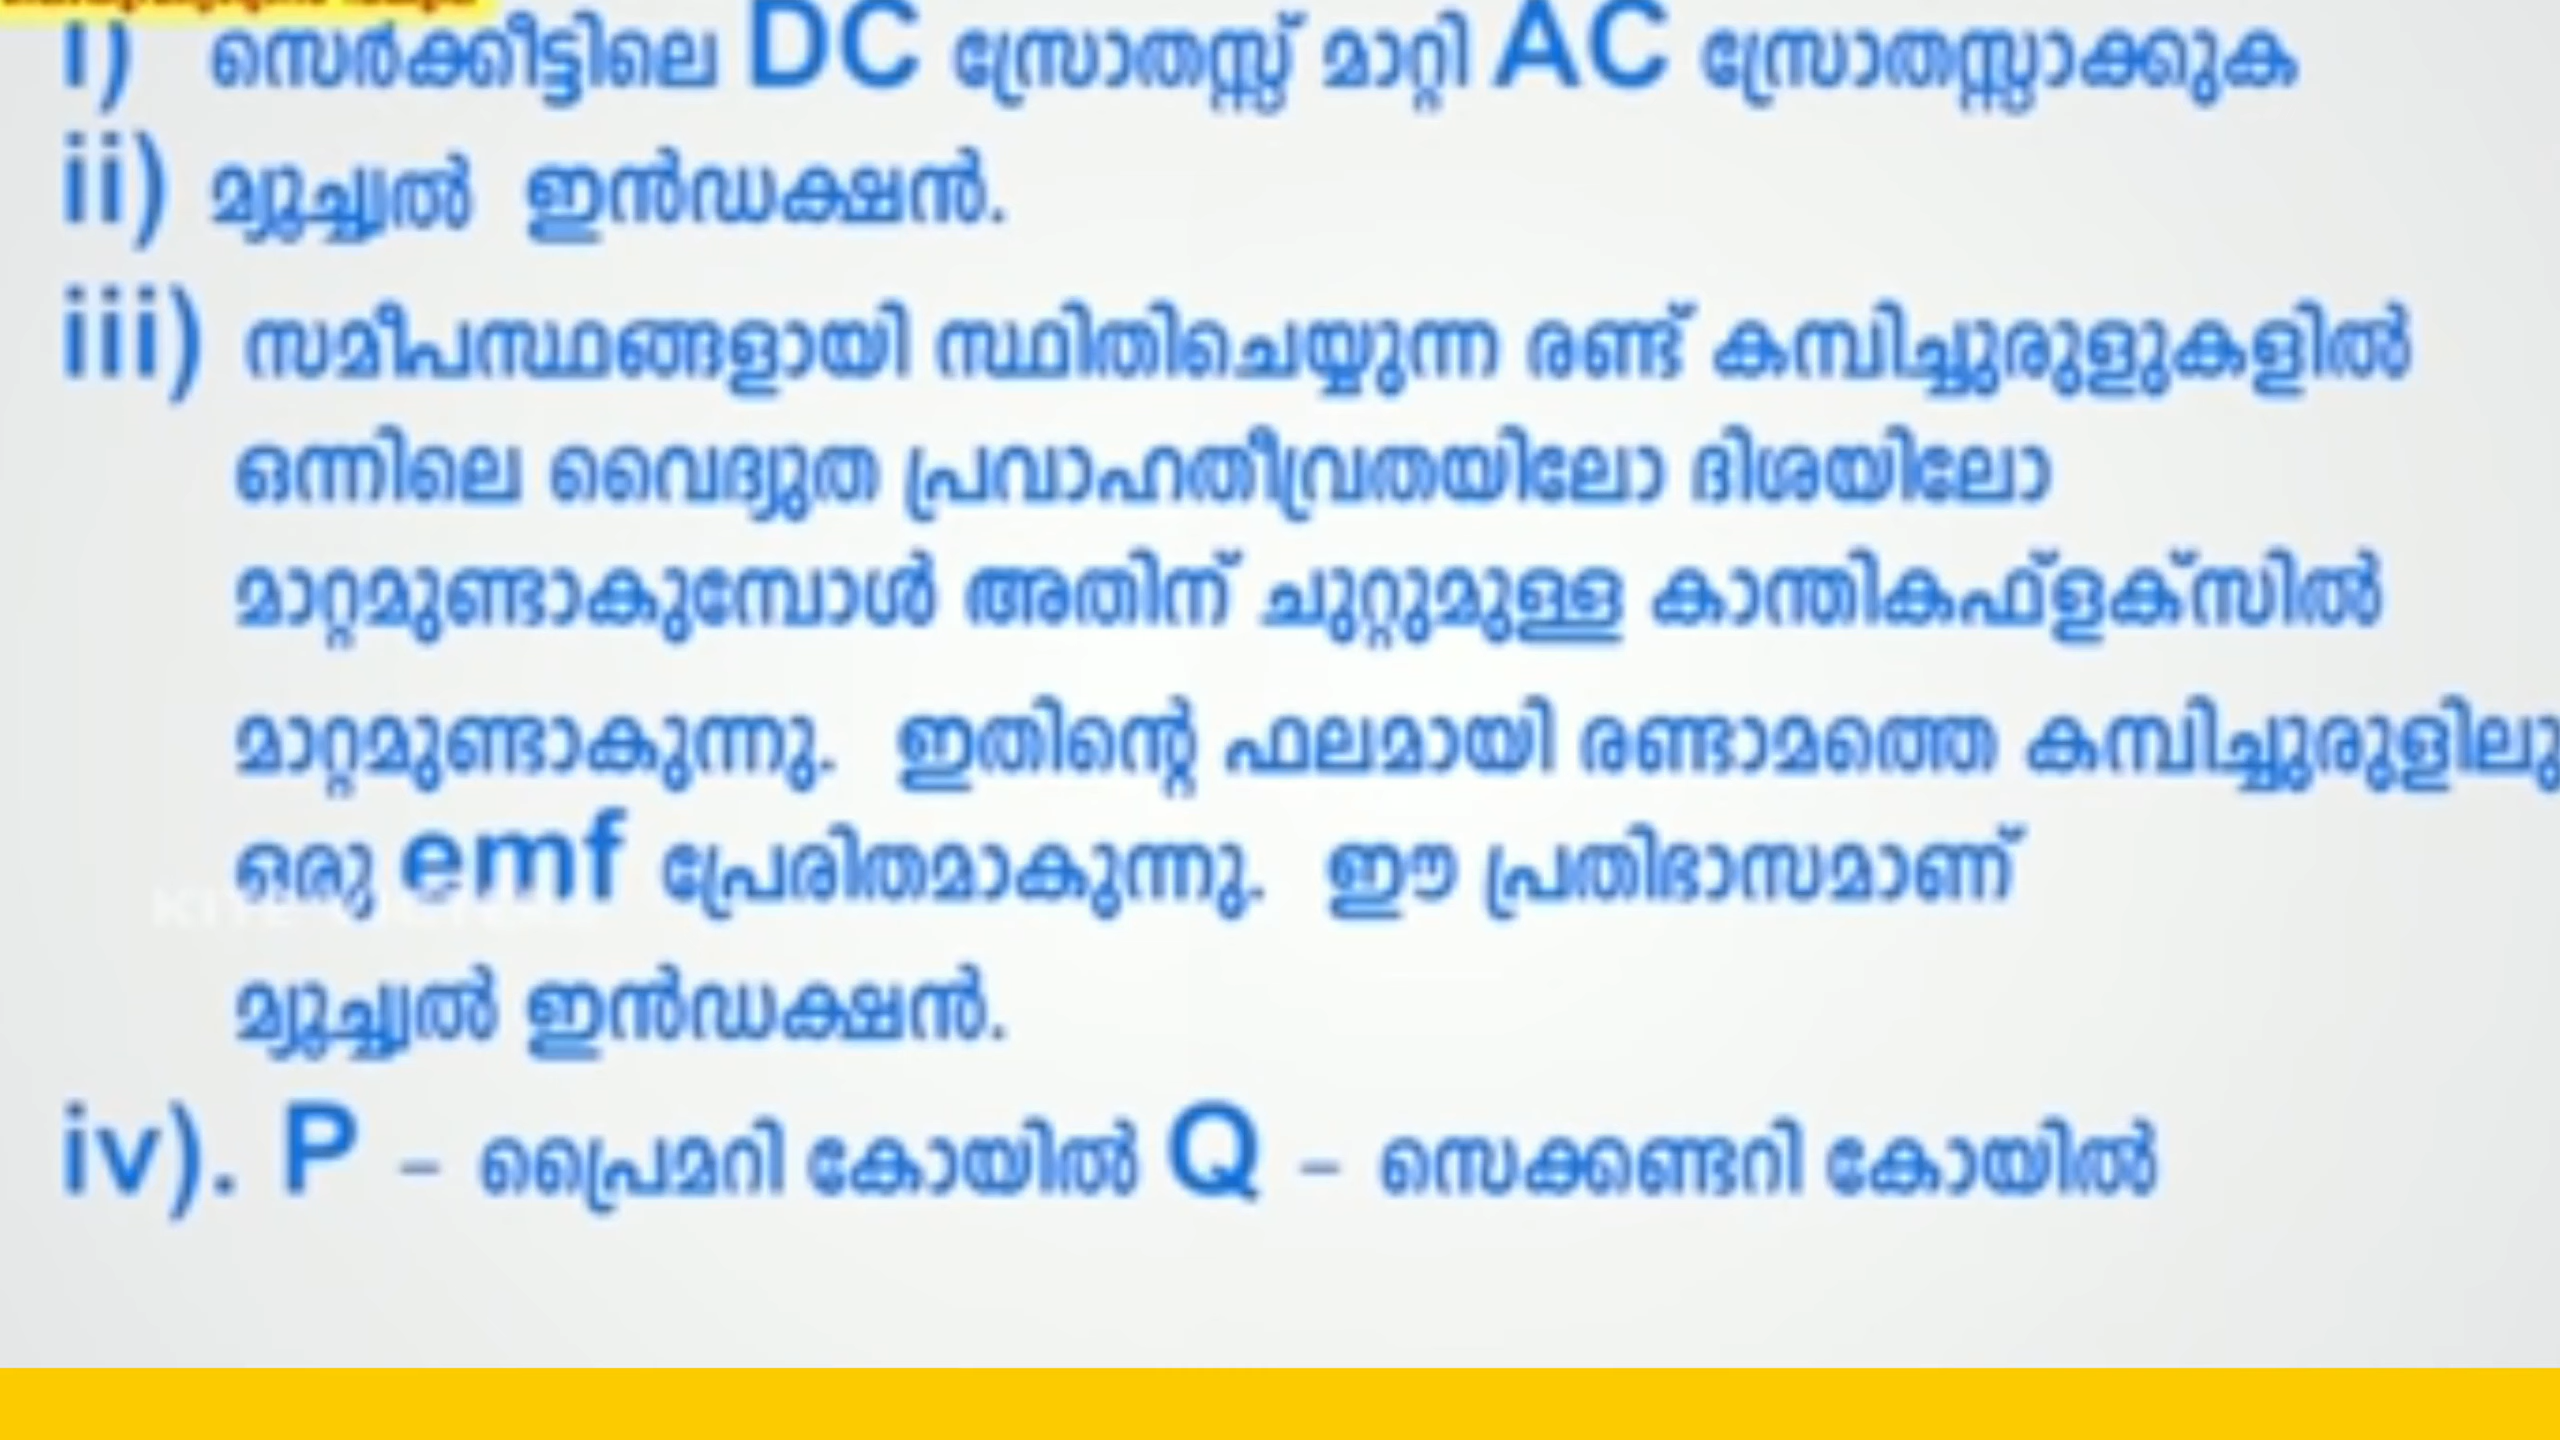 i) സെർക്കീട്ടിലെ DC സ്രോതസ്സ് മാറ്റി AC സ്രോതസ്സാക്കുക
ii) മ്യൂച്ചൽ ഇൻഡക്ഷൻ.
iii) സമീപസ്ഥങ്ങളായി സ്ഥിതിചെയ്യുന്ന രണ്ട് കമ്പിച്ചുരുളുകളിൽ
ഒന്നിലെ വൈദ്യുത പ്രവാഹതീവ്രതയിലോ ദിശയിലോ
മാറ്റമുണ്ടാകുമ്പോൾ അതിന് ചുറ്റുമുള്ള കാന്തികഫ്ളക്സിൽ
മാറ്റമുണ്ടാകുന്നു. ഇതിന്റെ ഫലമായി രണ്ടാമത്തെ കമ്പിച്ചുരുളിലു
ഒരു emf പ്രേരിതമാകുന്നു. ഈ പ്രതിഭാസമാണ്
മ്യൂച്ചൽ ഇൻഡക്ഷൻ.
iv). P – പ്രൈമറി കോയിൽ Q – സെക്കണ്ടറി കോയിൽ